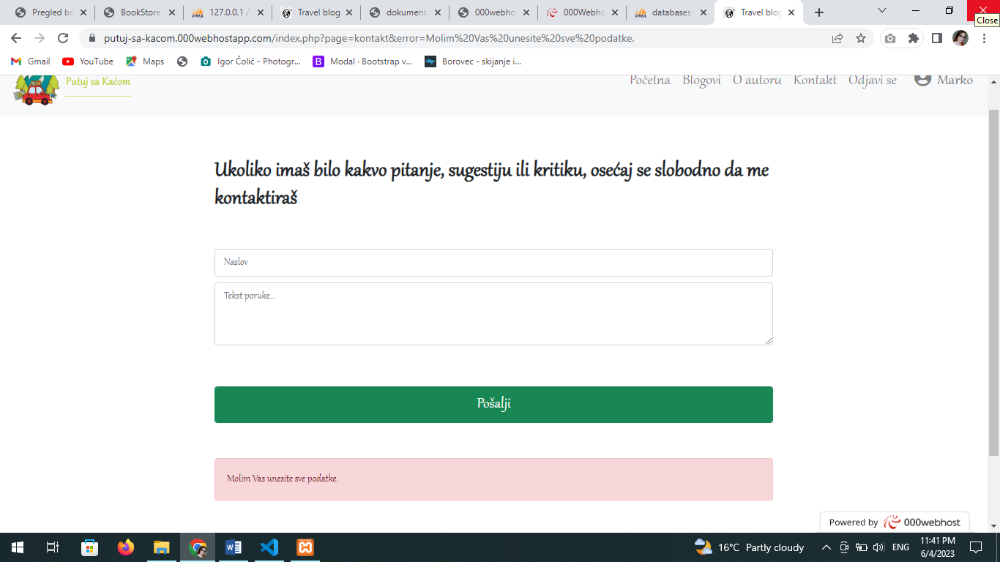 Pregled bo
BookStore
127.0.0.1 /
Travel blog
dokument
000webho
000Webho
databases-
Travel blog
Close
putuj-sa-kacom.000webhostapp.com/index.php?page=kontakt&error=Molim%20Vas%20unesite%20sve%20podatke.
Gmail
YouTube
Maps
Igor Čolić - Photogr...
B
Modal · Bootstrap v...
Borovec - skijanje i...
Putuj sa Kaćom
Početna
Blogovi
O autoru
Kontakt
Odjavi se
Marko
Ukoliko imaš bilo kakvo pitanje, sugestiju ili kritiku, osećaj se slobodno da me
kontaktiraš
Naslov
Tekst poruke...
Pošalji
Molim Vas unesite sve podatke.
Powered by 000webhost
16°C Partly cloudy
ENG
11:41 PM
6/4/2023